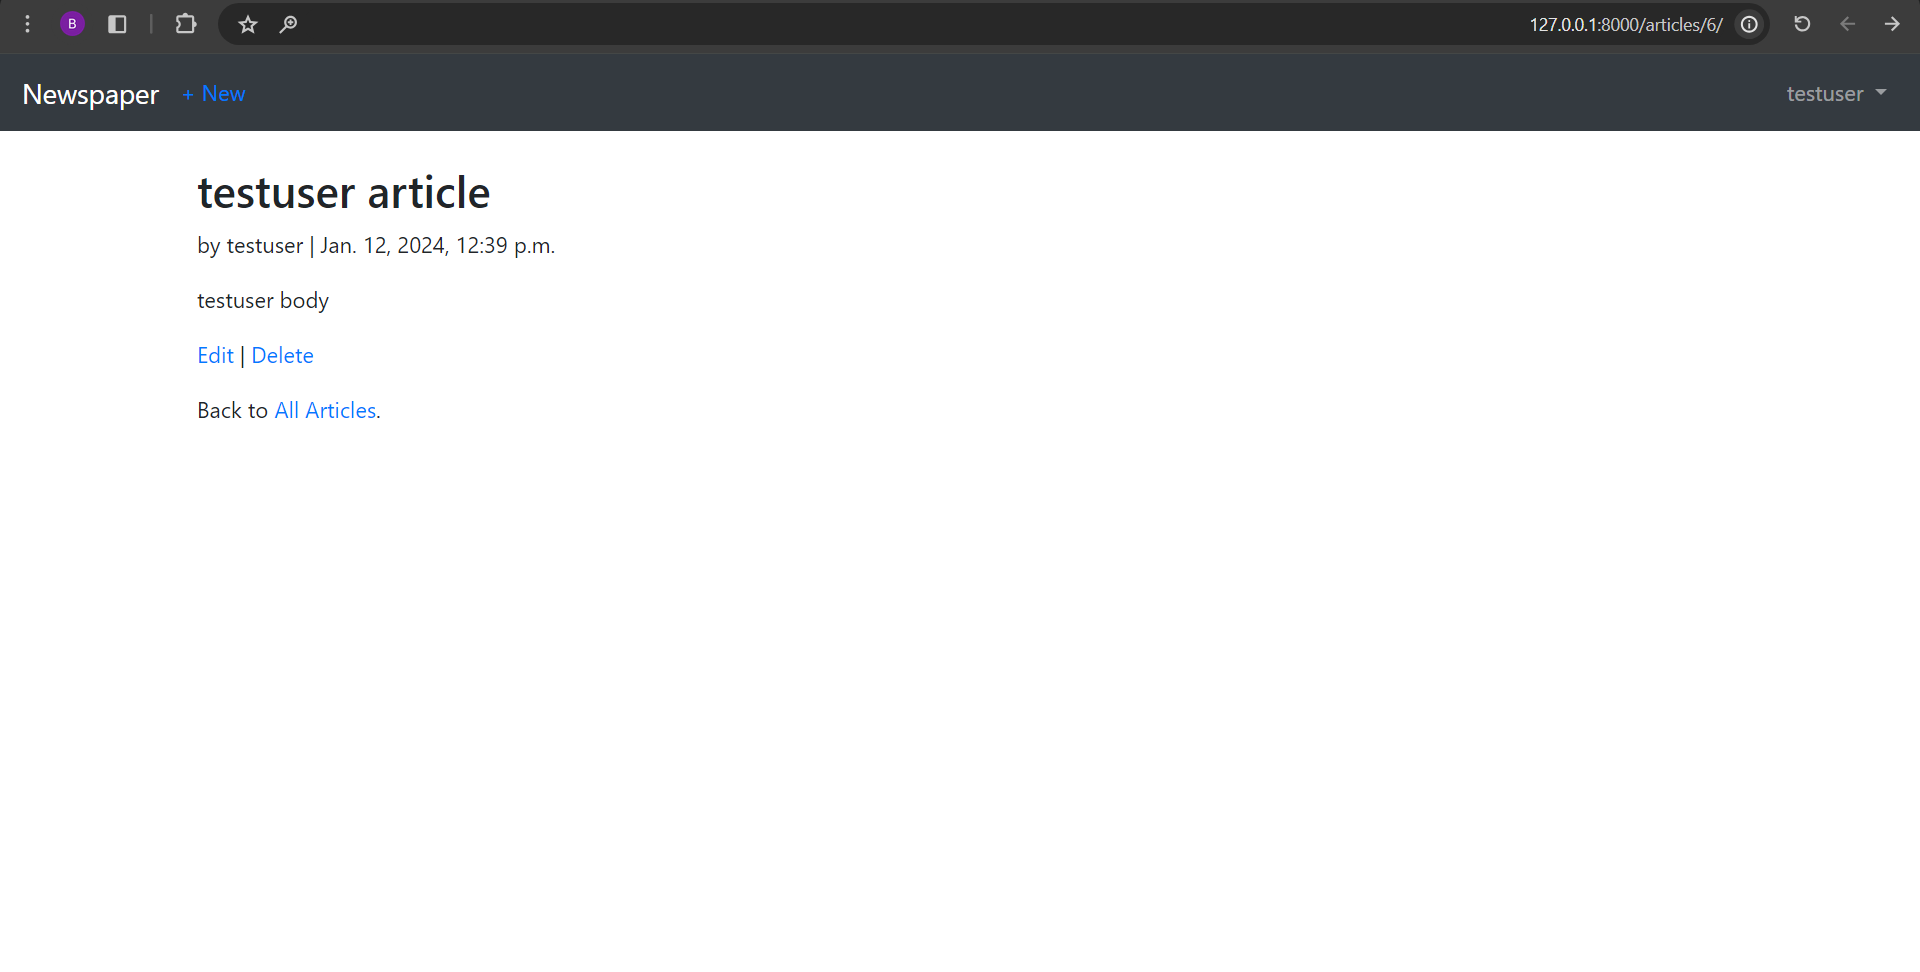 B
127.0.0.1:8000/articles/6/
Newspaper + New testuser
testuser article
by testuser | Jan. 12, 2024, 12:39 p.m.
testuser body
Edit | Delete
Back to All Articles.